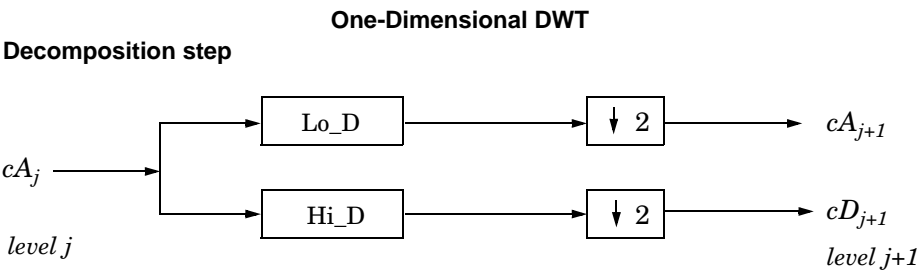 One-Dimensional DWT
Decomposition step
Lo_D
↓ 2
cA_{j+1}
cA_j
Hi_D
↓ 2
cD_{j+1}
level j
level j+1